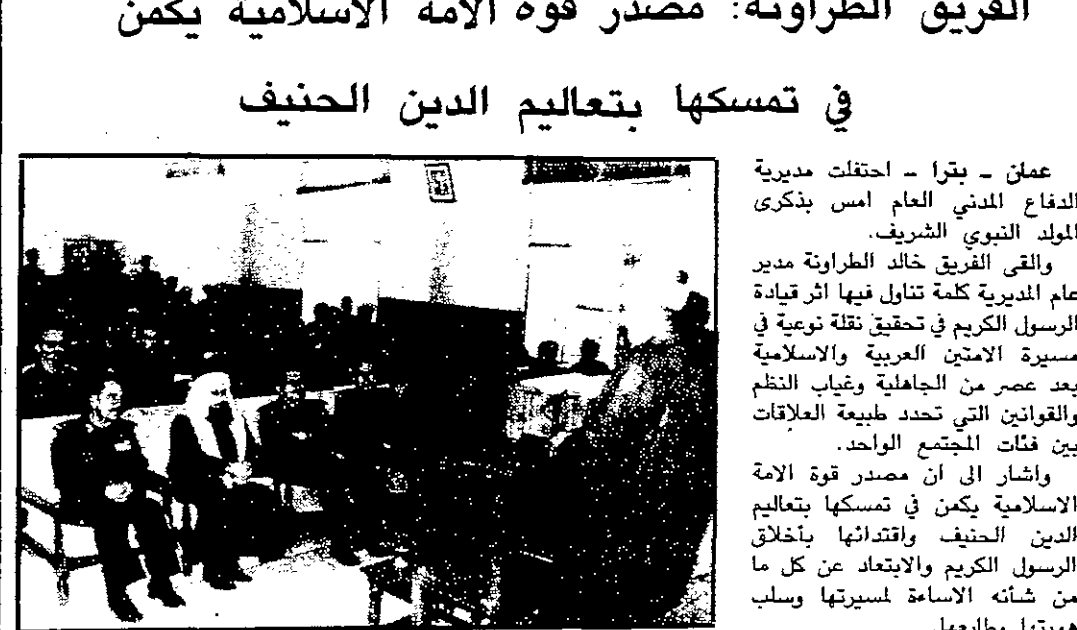 الفريق الطراونة: مصدر قوة الامة الاسلامية يكمن
في تمسكها بتعاليم الدين الحنيف
عمان ـ بترا ـ احتفلت مديرية
الدفاع المدني العام امس بذكرى
المولد النبوي الشريف.
والقى الفريق خالد الطراونة مدير
عام المديرية كلمة تناول فيها اثر قيادة
الرسول الكريم في تحقيق نقلة نوعية في
مسيرة الامتين العربية والاسلامية
بعد عصر من الجاهلية وغياب النظم
والقوانين التي تحدد طبيعة العلاقات
بين فئات المجتمع الواحد.
واشار الى ان مصدر قوة الامة
الاسلامية يكمن في تمسكها بتعاليم
الدين الحنيف واقتدائها بأخلاق
الرسول الكريم والابتعاد عن كل ما
من شأنه الاساءة لمسيرتها وسلب
هويتها وطابعها.